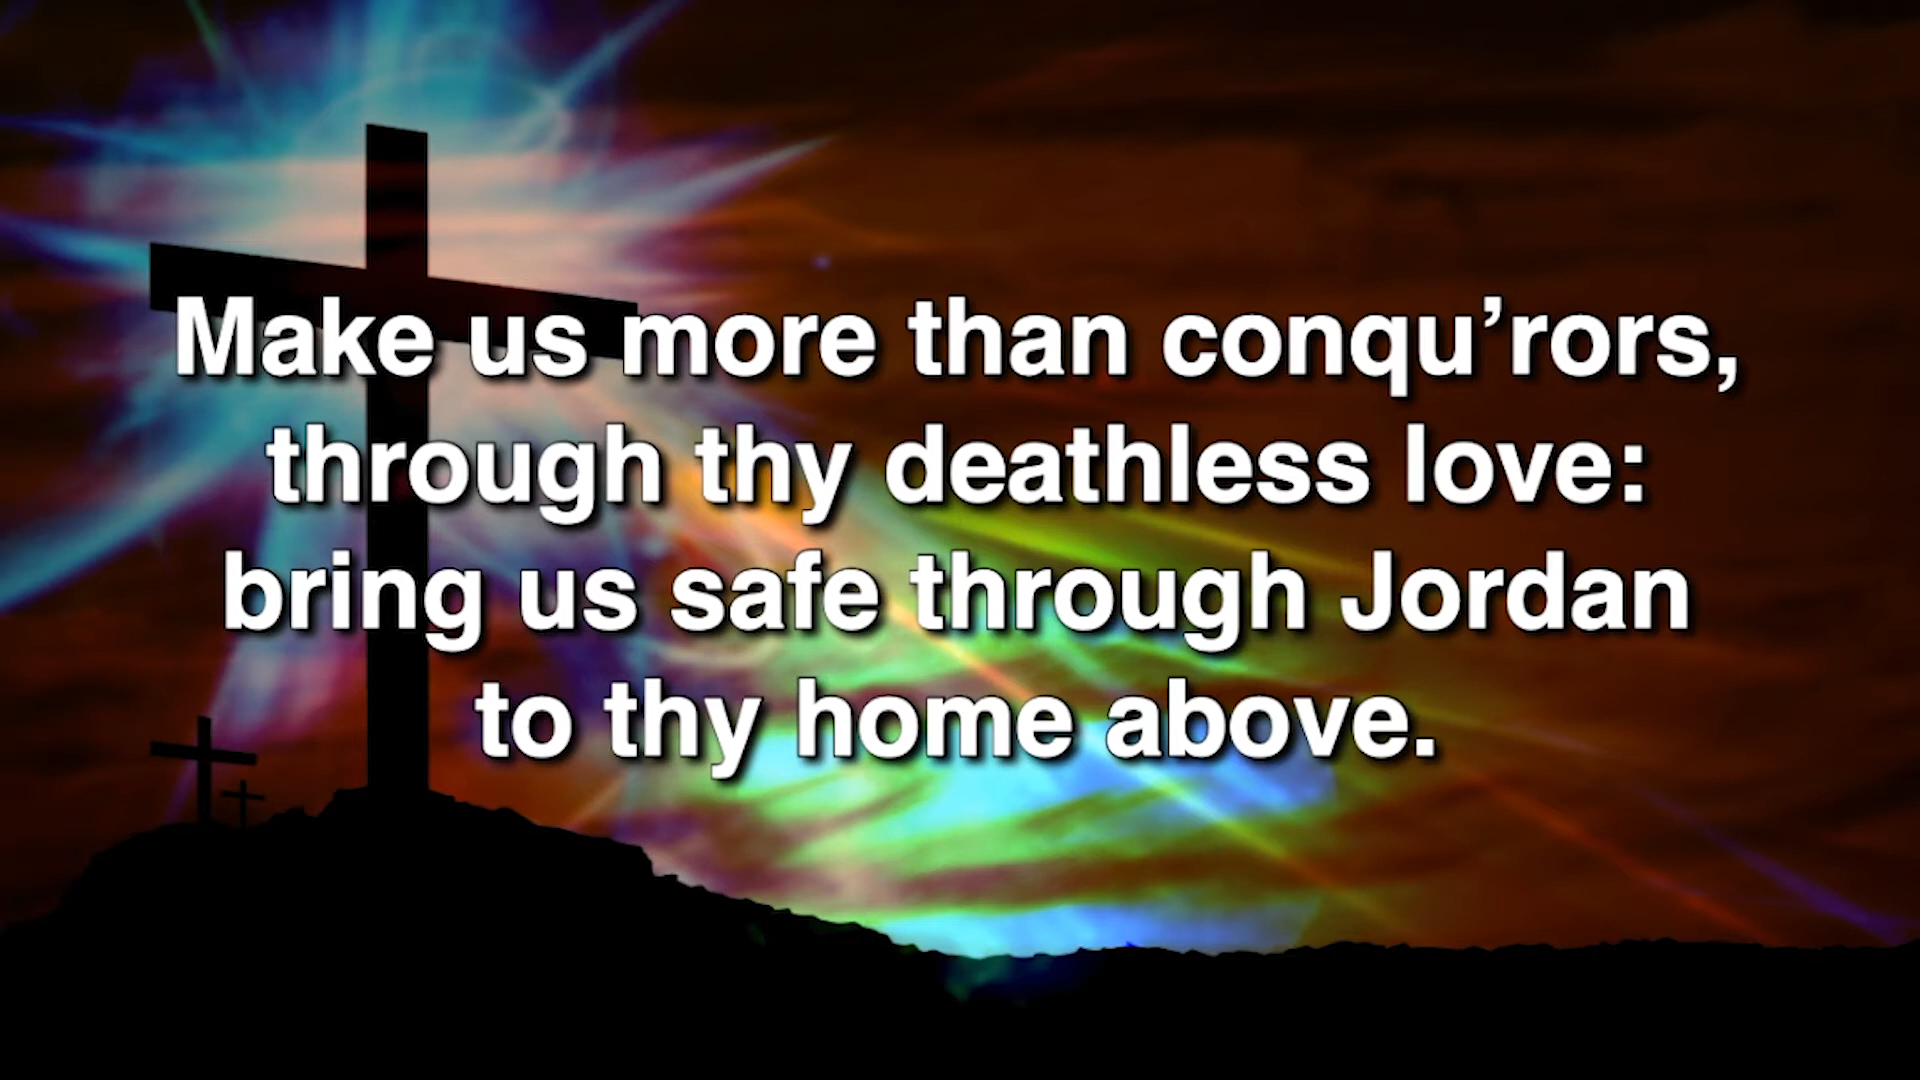 Make us more than conqu’rors,
through thy deathless love:
bring us safe through Jordan
to thy home above.